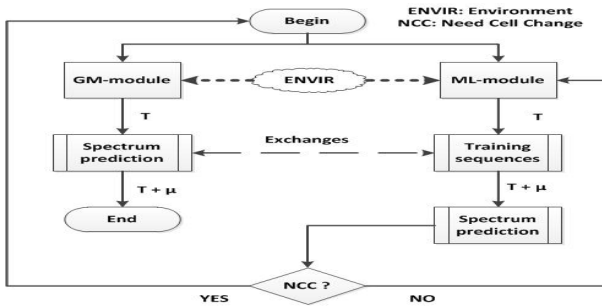 ENVIR: Environment
NCC: Need Cell Change
Begin
GM-module
ENVIR
ML-module
T
T
Spectrum
prediction
Exchanges
Training
sequences
T + μ
T + μ
End
Spectrum
prediction
NCC ?
YES
NO